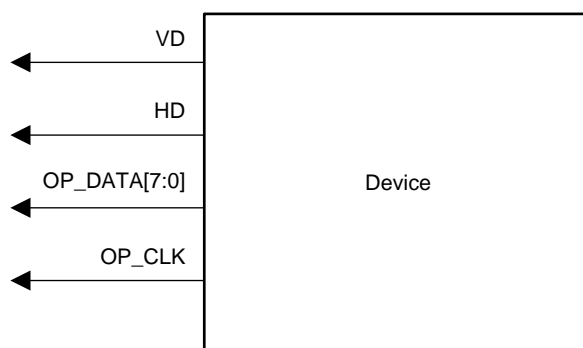 VD
HD
OP_DATA[7:0]
Device
OP_CLK